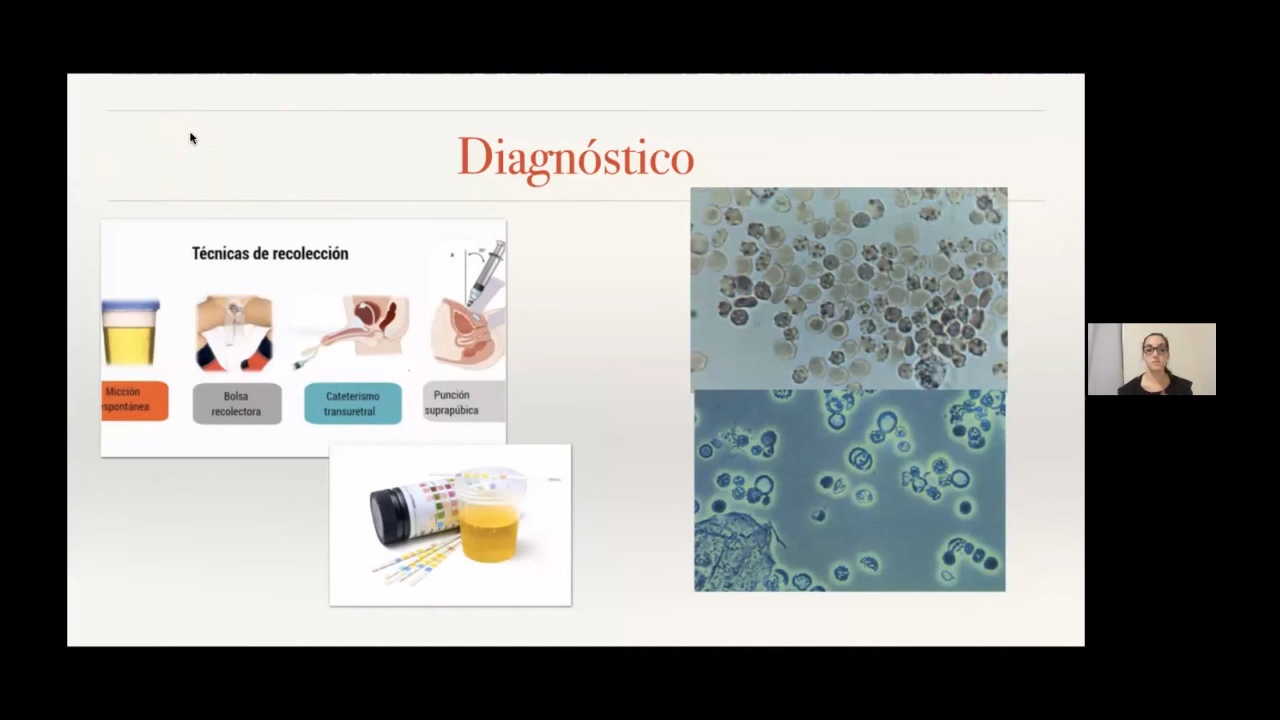 Diagnóstico
Técnicas de recolección
Micción
espontánea
Bolsa
recolectora
Cateterismo
transuretral
Punción
suprapúbica